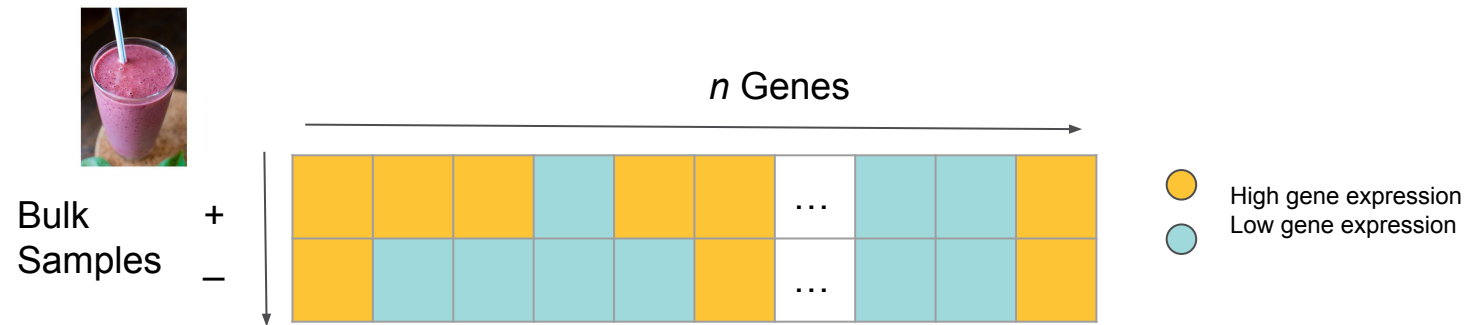 n Genes
Bulk
Samples
+
–
...
...
High gene expression
Low gene expression